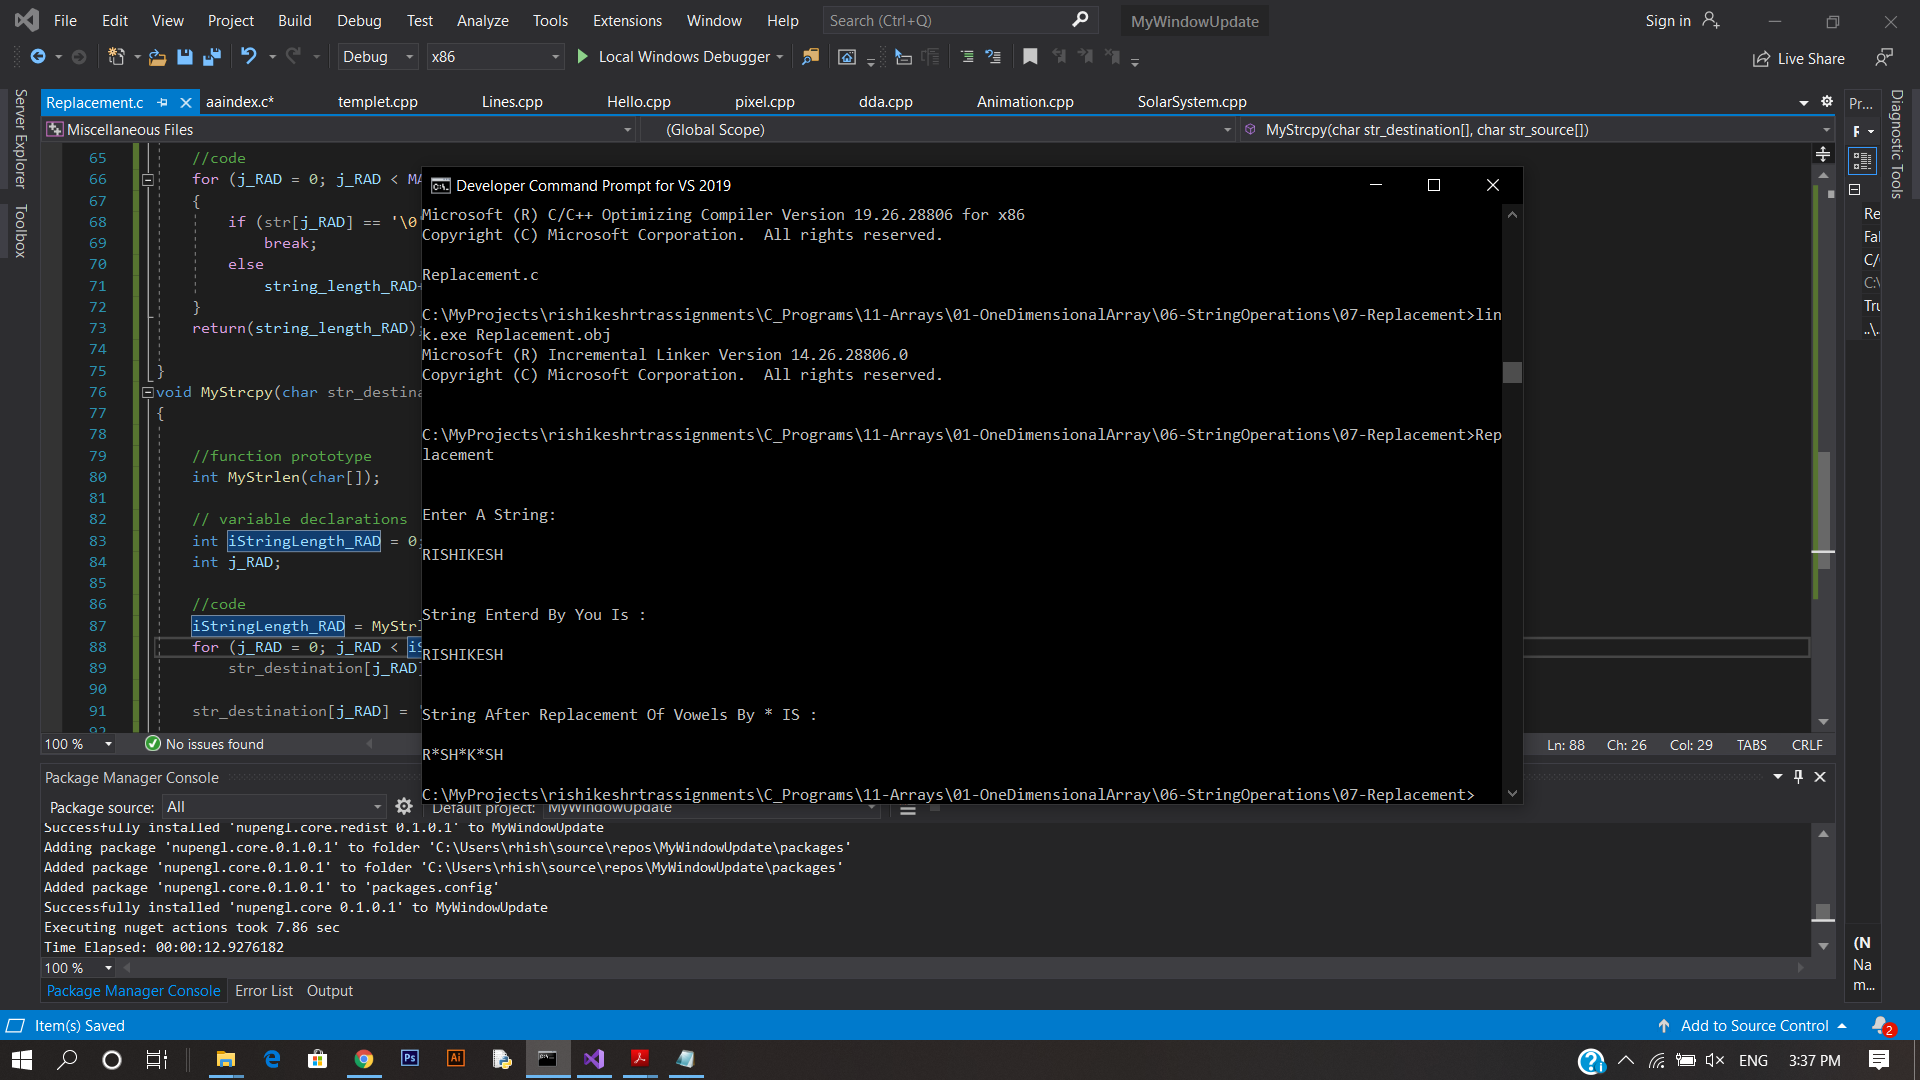 File Edit View Project Build Debug Test Analyze Tools Extensions Window Help Search (Ctrl+Q) MyWindowUpdate Sign in
Debug x86 Local Windows Debugger Live Share
Replacement.c aaindex.c* templet.cpp Lines.cpp Hello.cpp pixel.cpp dda.cpp Animation.cpp SolarSystem.cpp Pr...
Server Explorer
Toolbox
Diagnostic Tools
Miscellaneous Files (Global Scope) MyStrcpy(char str_destination[], char str_source[])
65 //code
66 for (j_RAD = 0; j_RAD < MA
67 {
68 if (str[j_RAD] == '\0
69 break;
70 else
71 string_length_RAD+
72 }
73 return(string_length_RAD)
74
75 }
76 void MyStrcpy(char str_destina
77 {
78
79 //function prototype
80 int MyStrlen(char[]);
81
82 // variable declarations
83 int iStringLength_RAD = 0;
84 int j_RAD;
85
86 //code
87 iStringLength_RAD = MyStrl
88 for (j_RAD = 0; j_RAD < iS
89 str_destination[j_RAD]
90
91 str_destination[j_RAD] = '
92
Developer Command Prompt for VS 2019
Microsoft (R) C/C++ Optimizing Compiler Version 19.26.28806 for x86
Copyright (C) Microsoft Corporation.  All rights reserved.
Replacement.c
C:\MyProjects\rishikeshrtrassignments\C_Programs\11-Arrays\01-OneDimensionalArray\06-StringOperations\07-Replacement>lin
k.exe Replacement.obj
Microsoft (R) Incremental Linker Version 14.26.28806.0
Copyright (C) Microsoft Corporation.  All rights reserved.
C:\MyProjects\rishikeshrtrassignments\C_Programs\11-Arrays\01-OneDimensionalArray\06-StringOperations\07-Replacement>Rep
lacement
Enter A String:
RISHIKESH
String Enterd By You Is :
RISHIKESH
String After Replacement Of Vowels By * IS :
R*SH*K*SH
C:\MyProjects\rishikeshrtrassignments\C_Programs\11-Arrays\01-OneDimensionalArray\06-StringOperations\07-Replacement>
Re
Fal
C/
C:\
Tru
..\..
100 % No issues found Ln: 88 Ch: 26 Col: 29 TABS CRLF
Package Manager Console
Package source: All Default project: MyWindowUpdate
Successfully installed 'nupengl.core.redist 0.1.0.1' to MyWindowUpdate
Adding package 'nupengl.core.0.1.0.1' to folder 'C:\Users\rhish\source\repos\MyWindowUpdate\packages'
Added package 'nupengl.core.0.1.0.1' to folder 'C:\Users\rhish\source\repos\MyWindowUpdate\packages'
Added package 'nupengl.core.0.1.0.1' to 'packages.config'
Successfully installed 'nupengl.core 0.1.0.1' to MyWindowUpdate
Executing nuget actions took 7.86 sec
Time Elapsed: 00:00:12.9276182
(N
Na
m...
100 %
Package Manager Console Error List Output
Item(s) Saved Add to Source Control 2
Ps Ai ENG 3:37 PM